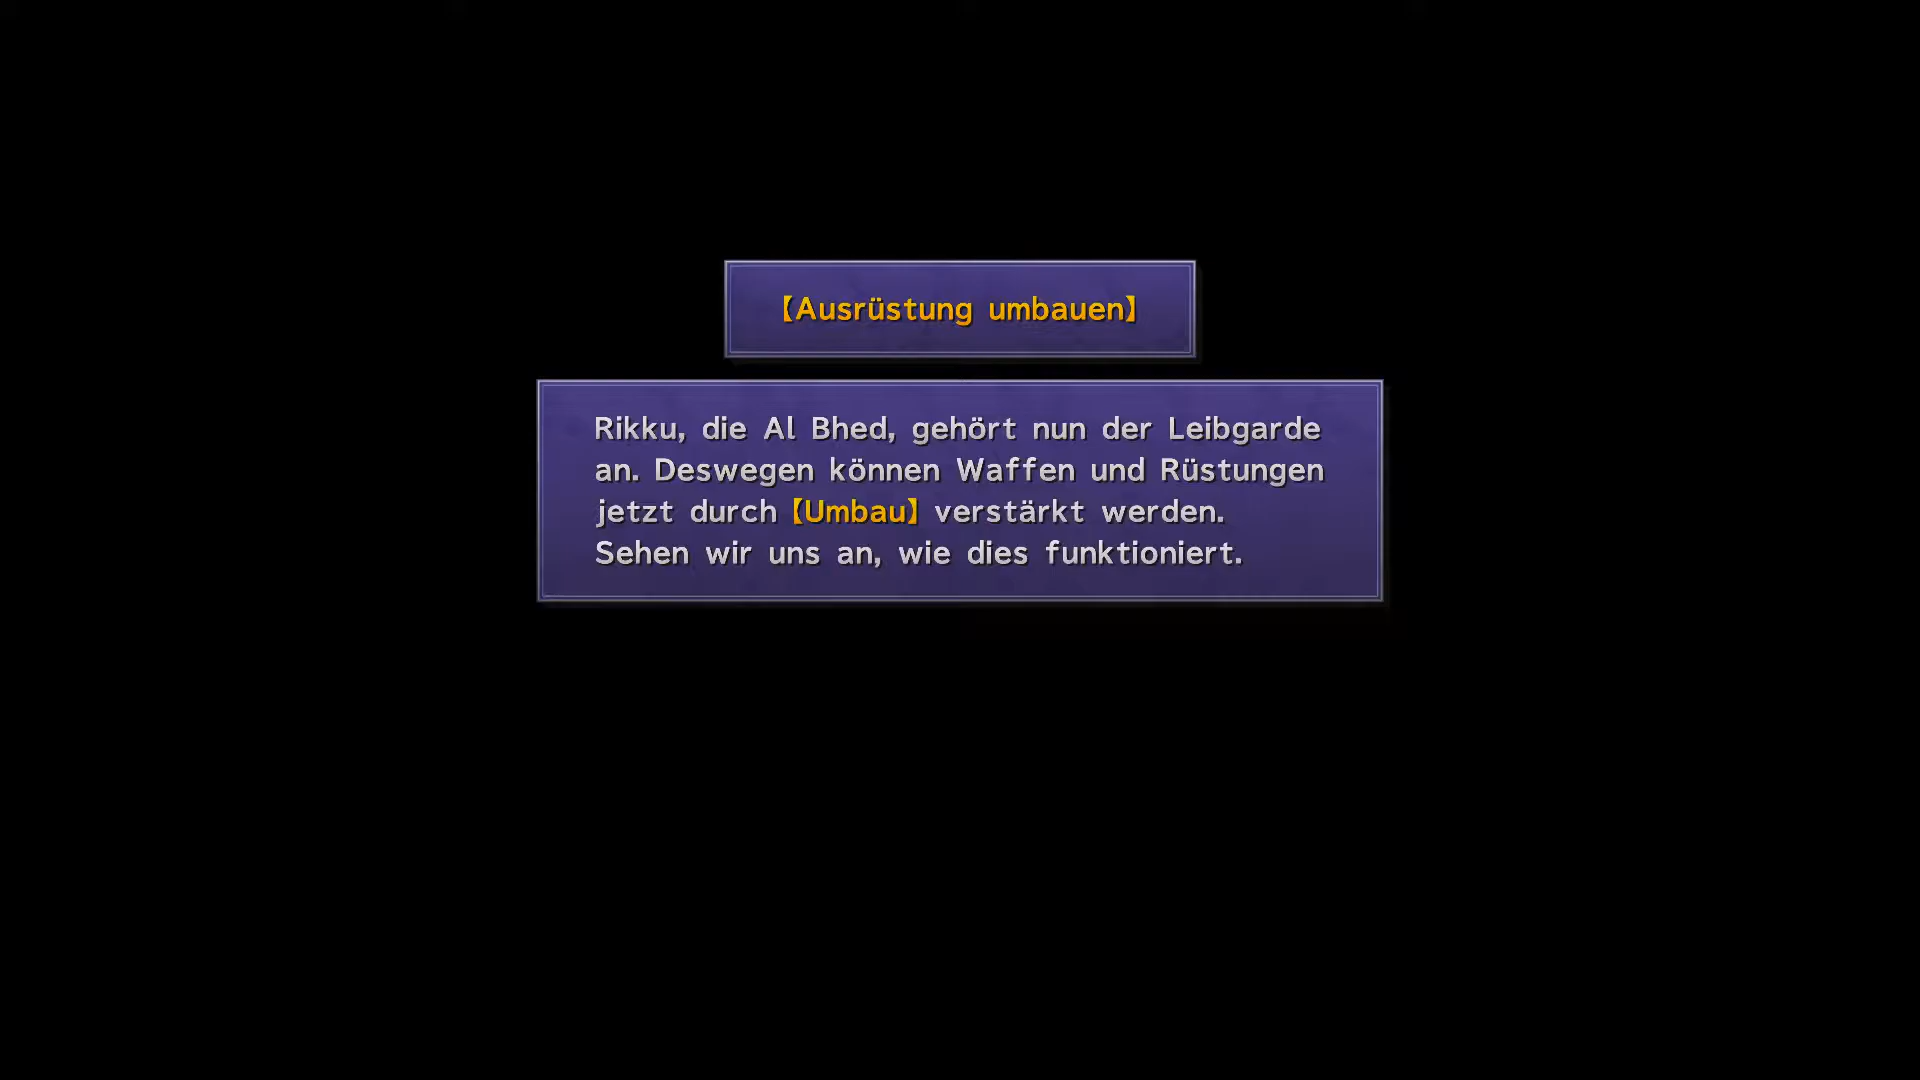 【Ausrüstung umbauen】
Rikku, die Al Bhed, gehört nun der Leibgarde
an. Deswegen können Waffen und Rüstungen
jetzt durch【Umbau】verstärkt werden.
Sehen wir uns an, wie dies funktioniert.